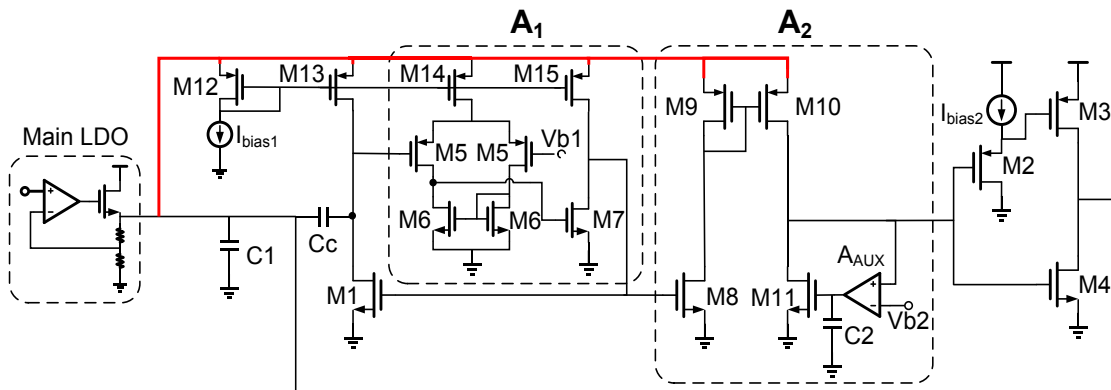 A1
A2
M12
M13
M14
M15
M9
M10
Ibias1
Ibias2
M3
Main LDO
M5
M5
Vb1
M2
+
-
M6
M6
M7
C1
Cc
AAUX
M1
M8
M11
+
-
Vb2
M4
C2